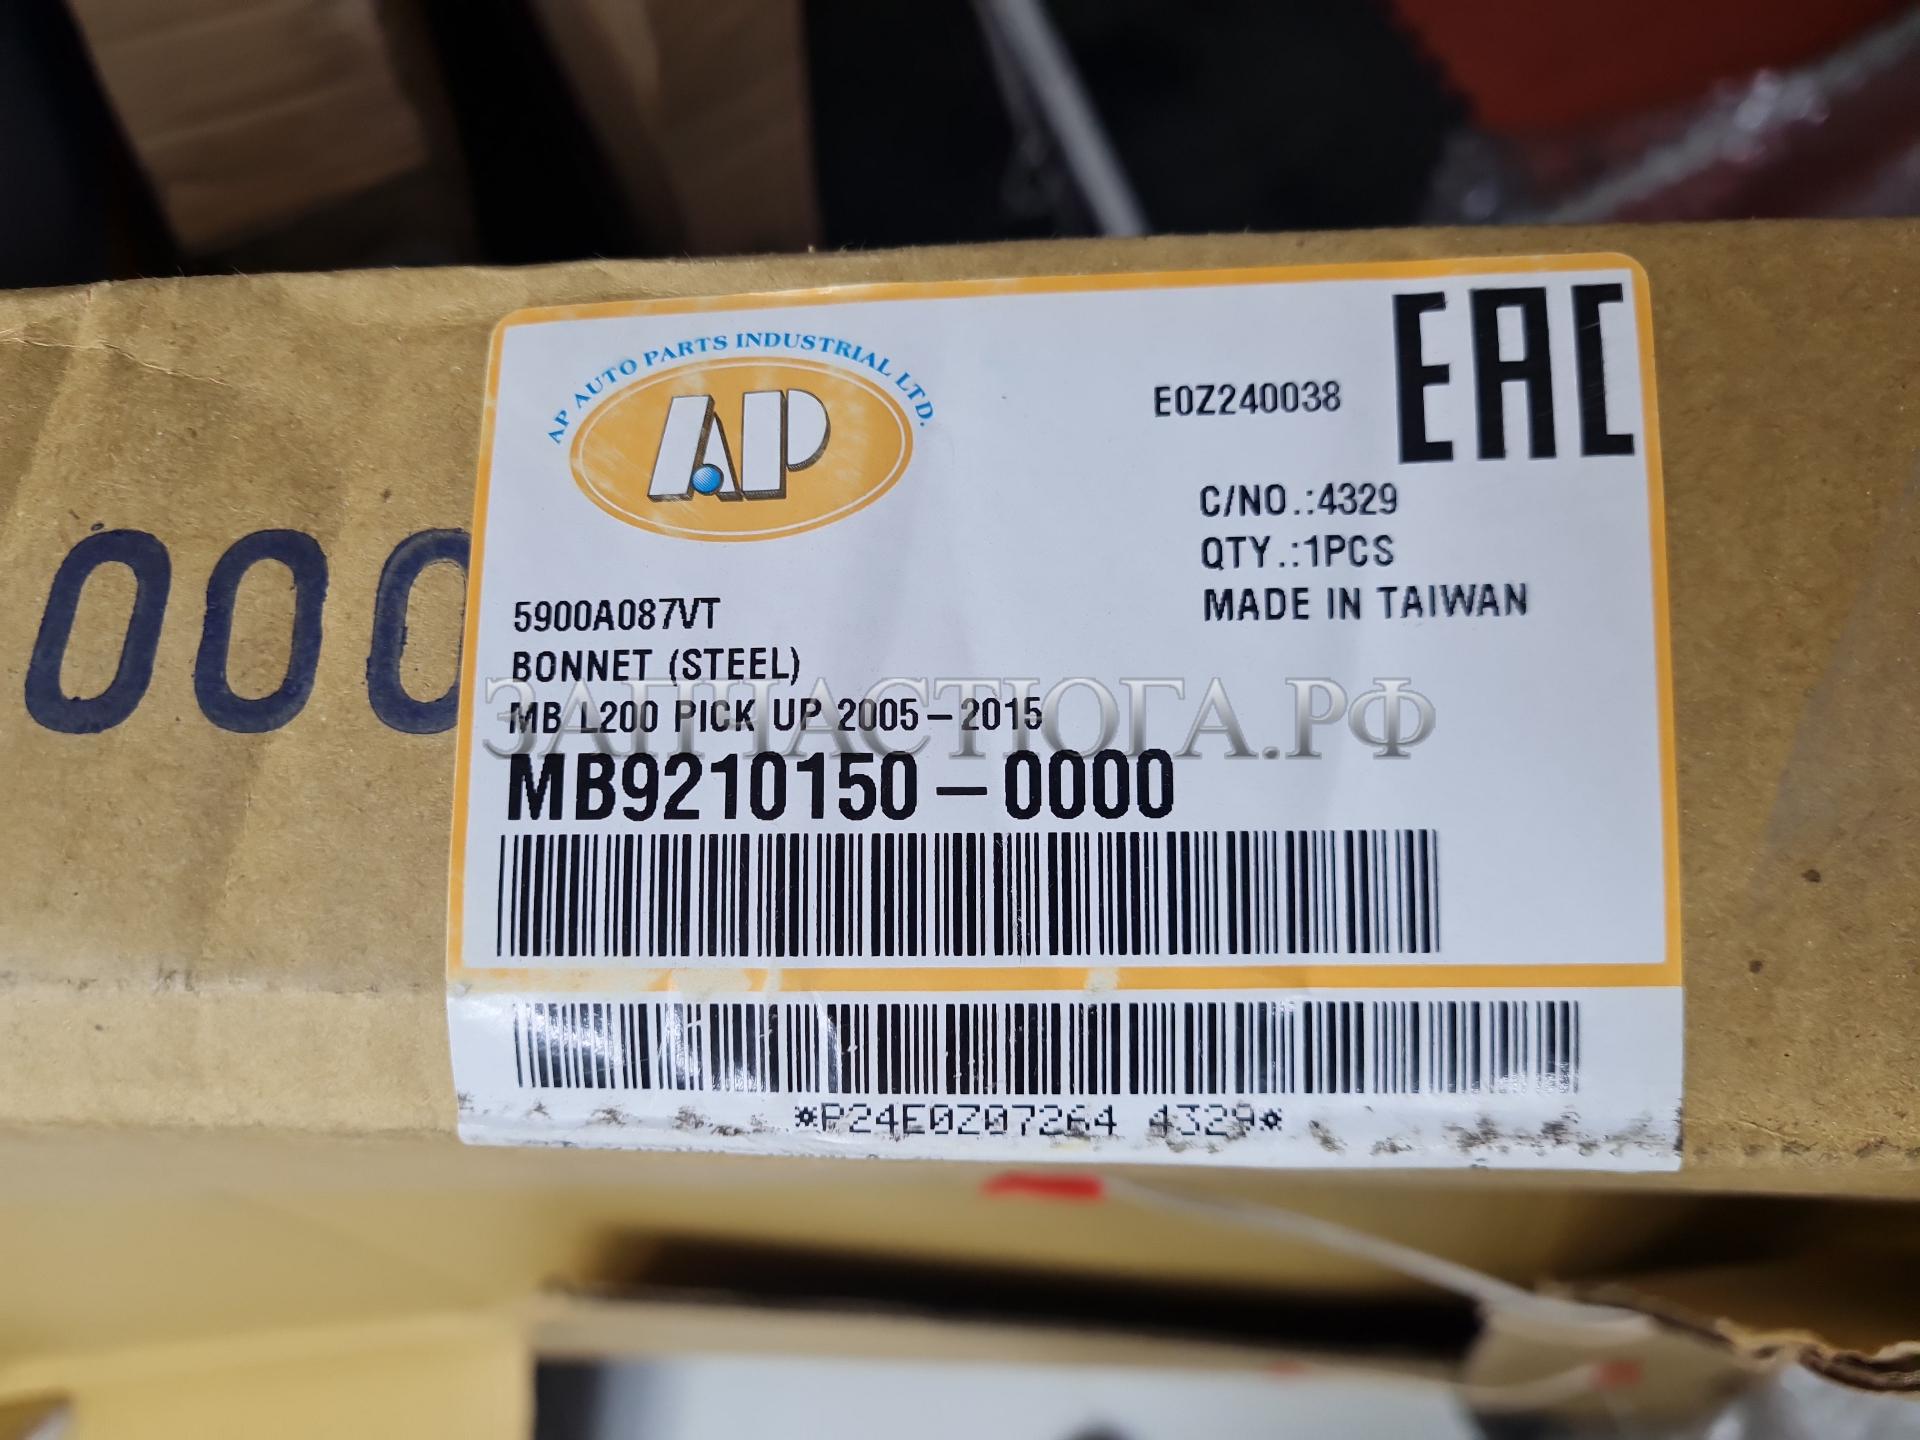 AP AUTO PARTS INDUSTRIAL LTD.
AP
E0Z240038
EAC
C/NO.:4329
QTY.:1PCS
MADE IN TAIWAN
000
5900A087VT
BONNET (STEEL)
MB L200 PICK UP 2005-2015
ЗАПЧАСТЮГА.РФ
MB9210150-0000
*P24E0Z07264 4329*